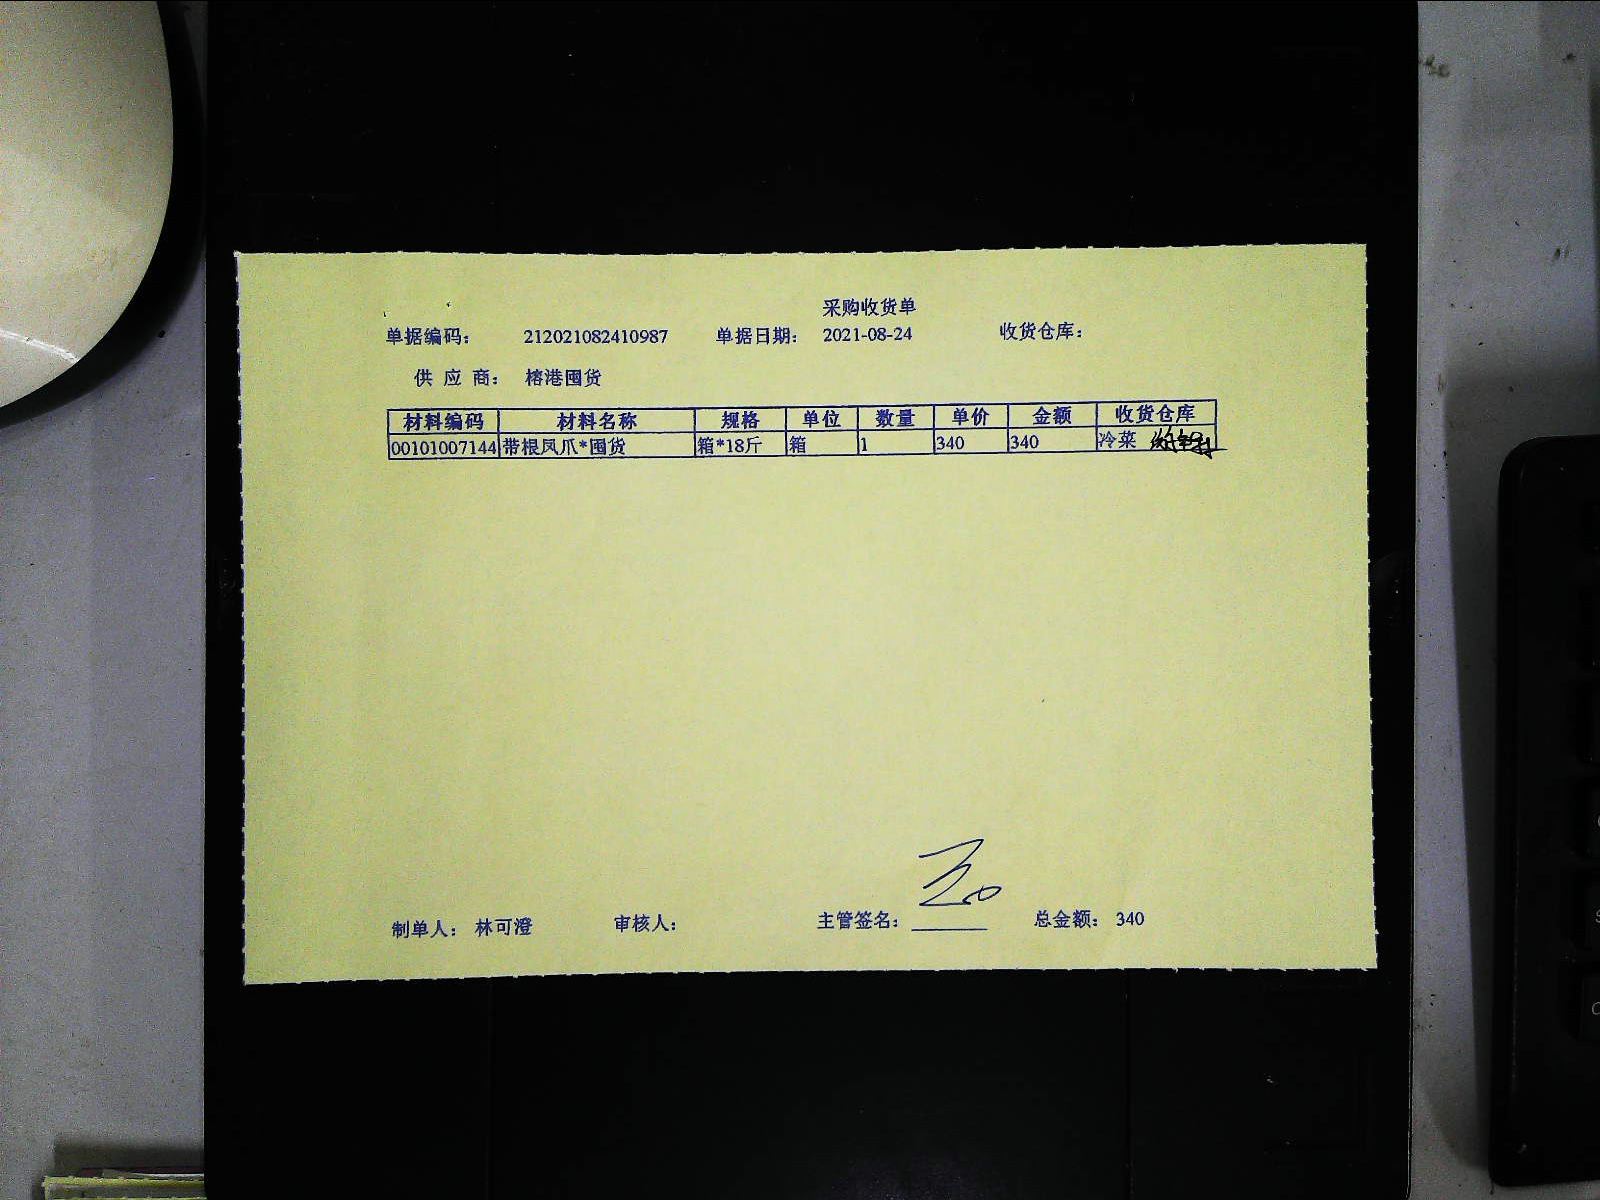 采购收货单
单据编码： 212021082410987 单据日期： 2021-08-24 收货仓库：
供 应 商： 榕港囤货
材料编码 材料名称 规格 单位 数量 单价 金额 收货仓库
00101007144 带根凤爪*囤货 箱*18斤 箱 1 340 340 冷菜
制单人： 林可澄 审核人： 主管签名： 总金额： 340